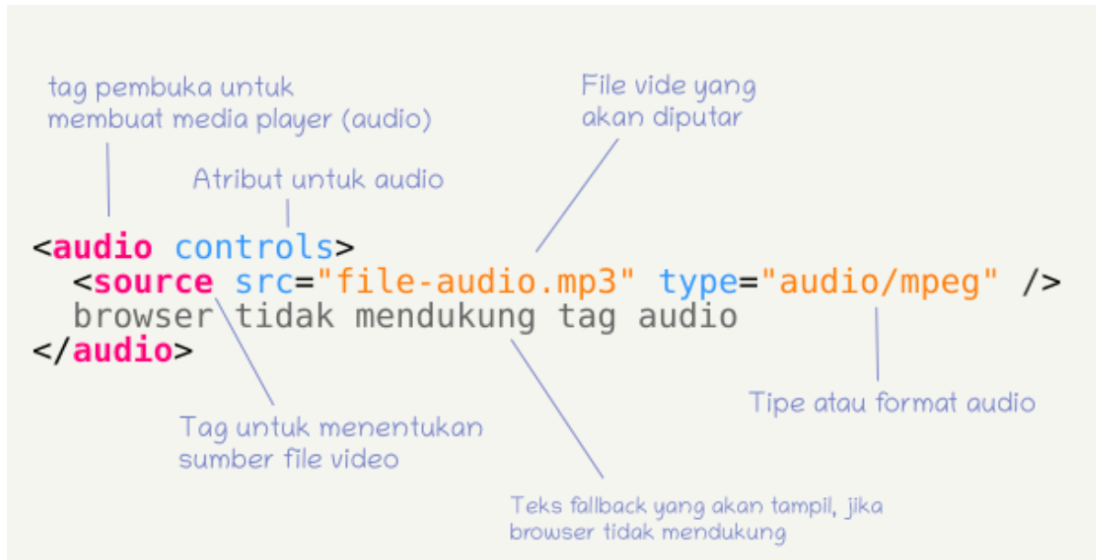 tag pembuka untuk
membuat media player (audio)
File vide yang
akan diputar
Atribut untuk audio
<audio controls>
<source src="file-audio.mp3" type="audio/mpeg" />
browser tidak mendukung tag audio
</audio>
Tipe atau format audio
Tag untuk menentukan
sumber file video
Teks fallback yang akan tampil, jika
browser tidak mendukung